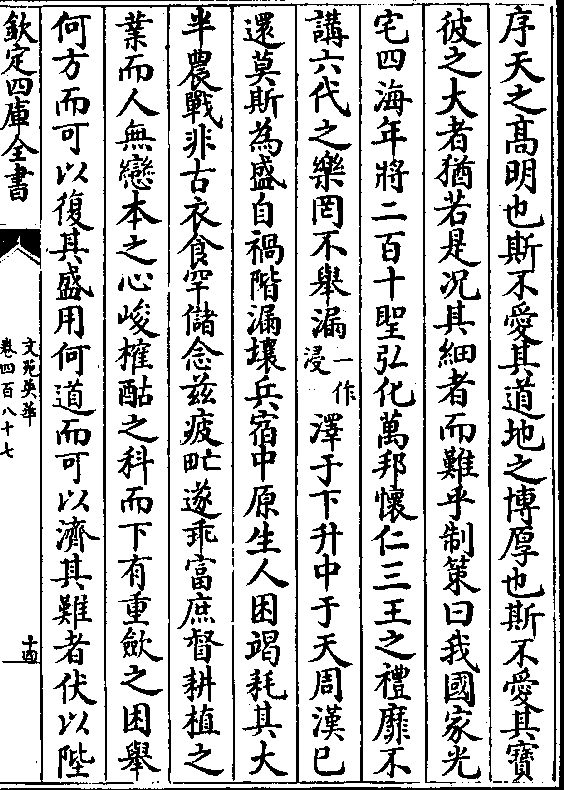 序天之髙明也斯不愛其道地之博厚也斯不愛其寶
彼之大者猶若是况其細者而難乎制策曰我國家光
宅四海年將二百十聖弘化萬邦懷仁三王之禮靡不
講六代之樂罔不舉漏一作浸澤于下升中于天周漢已
還莫斯為盛自禍階漏壤兵宿中原生人困竭耗其大
半農戰非古衣食罕儲念兹疲甿遂乖富庶督耕植之
業而人無戀本之心峻榷酤之科而下有重歛之困舉
何方而可以復其盛用何道而可以濟其難者伏以陛
欽定四庫全書
文苑英華
卷四百八十七
十四